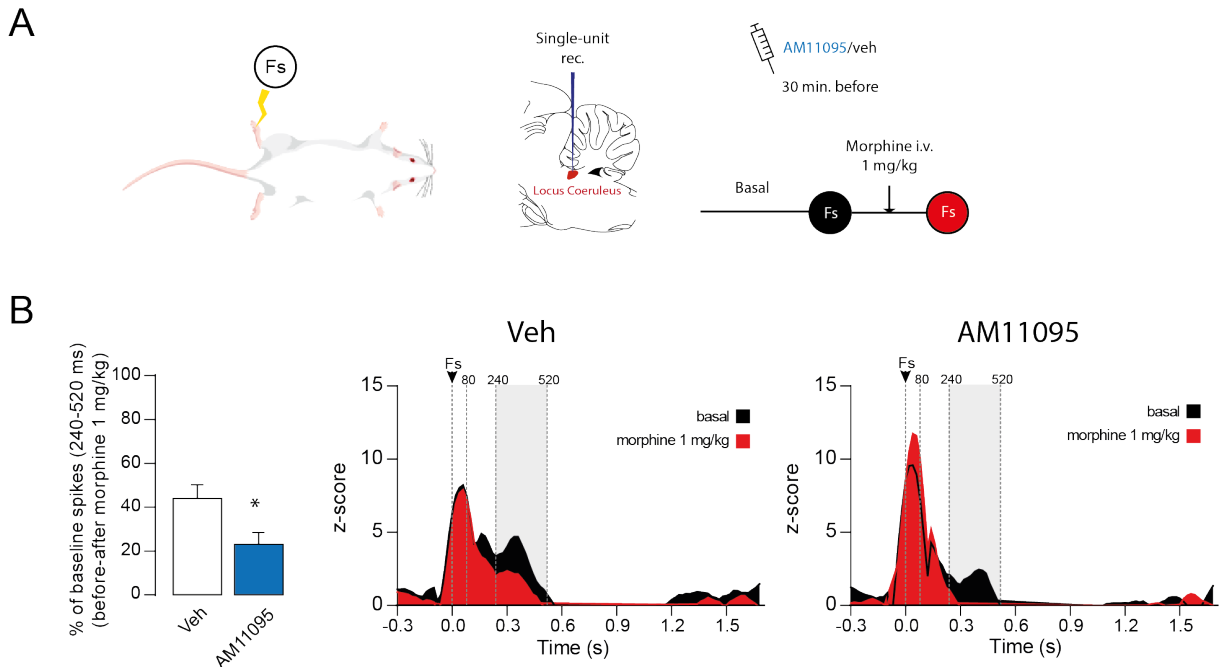 A
Fs
Single-unit
rec.
Locus Coeruleus
AM11095/veh
30 min. before
Morphine i.v.
1 mg/kg
Basal
Fs
Fs
B
% of baseline spikes (240-520 ms)
(before-after morphine 1 mg/kg)
100
80
60
40
20
0
Veh
AM11095
*
Veh
Fs
80
240
520
15
10
5
0
z-score
basal
morphine 1 mg/kg
-0.3
0.0
0.3
0.6
0.9
1.2
1.5
Time (s)
AM11095
Fs
80
240
520
15
10
5
0
z-score
basal
morphine 1 mg/kg
-0.3
0.0
0.3
0.6
0.9
1.2
1.5
Time (s)